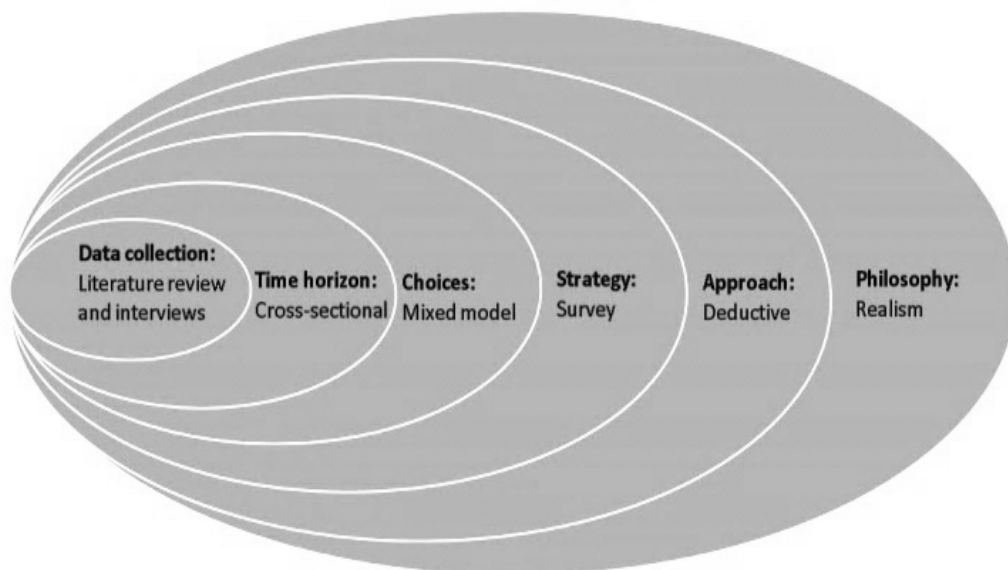 Data collection:
Literature review
and interviews
Time horizon:
Cross-sectional
Choices:
Mixed model
Strategy:
Survey
Approach:
Deductive
Philosophy:
Realism